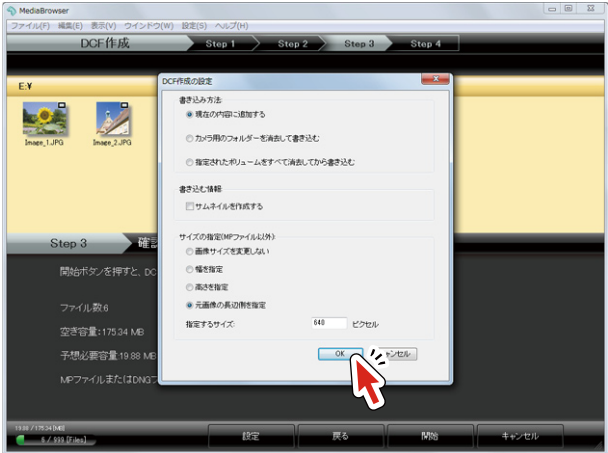 MediaBrowser
ファイル(F) 編集(E) 表示(V) ウインドウ(W) 設定(S) ヘルプ(H)
DCF作成 Step 1 Step 2 Step 3 Step 4
E:¥
Image_1.JPG Image_2.JPG
DCF作成の設定
書き込み方法
現在の内容に追加する
カメラ用のフォルダーを消去して書き込む
指定されたボリュームをすべて消去してから書き込む
書き込む情報
サムネイルを作成する
サイズの指定(MPファイル以外)
画像サイズを変更しない
幅を指定
高さを指定
元画像の長辺側を指定
指定するサイズ: 640 ピクセル
OK キャンセル
Step 3 確認
開始ボタンを押すと、DC
ファイル数:6
空き容量:175.34 MB
予想必要容量:19.88 MB
MPファイルまたはDNGフ
19.88 / 175.34 [MB]
6 / 999 [Files]
設定 戻る 開始 キャンセル